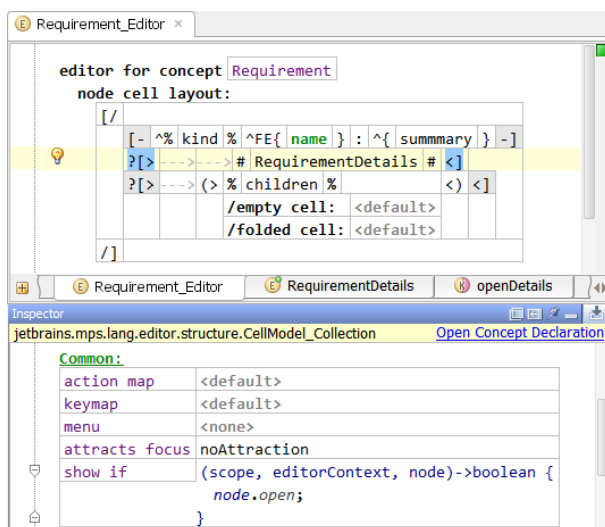 Requirement_Editor ×
editor for concept Requirement
node cell layout:
[/
[- ^% kind % ^FE{ name } : ^{ summmary } -]
?[> --->---> # RequirementDetails # <]
?[> ---> (> % children % <) <]
/empty cell: <default>
/folded cell: <default>
/]
Requirement_Editor RequirementDetails openDetails
Inspector
jetbrains.mps.lang.editor.structure.CellModel_Collection Open Concept Declaration
Common:
action map <default>
keymap <default>
menu <none>
attracts focus noAttraction
show if (scope, editorContext, node)->boolean {
node.open;
}